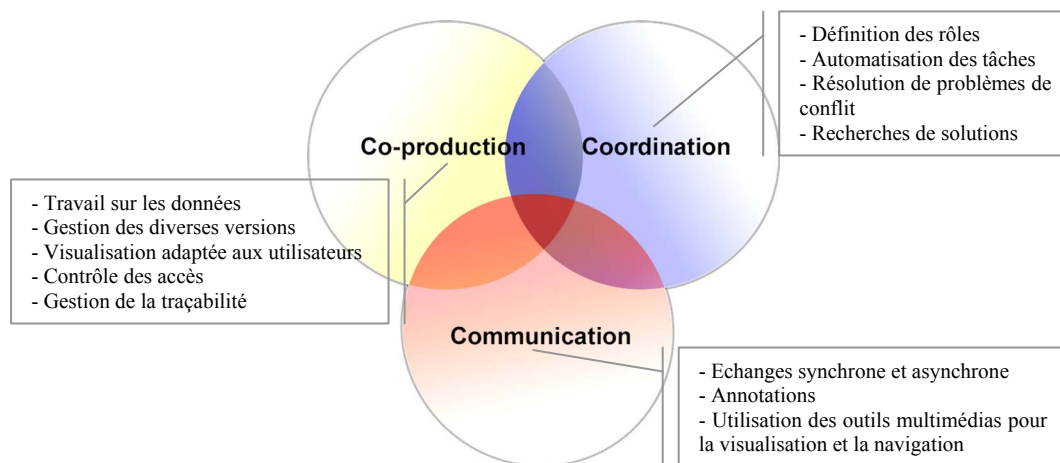 - Définition des rôles
- Automatisation des tâches
- Résolution de problèmes de
conflit
- Recherches de solutions
Co-production
Coordination
- Travail sur les données
- Gestion des diverses versions
- Visualisation adaptée aux utilisateurs
- Contrôle des accès
- Gestion de la traçabilité
Communication
- Echanges synchrone et asynchrone
- Annotations
- Utilisation des outils multimédias pour
la visualisation et la navigation